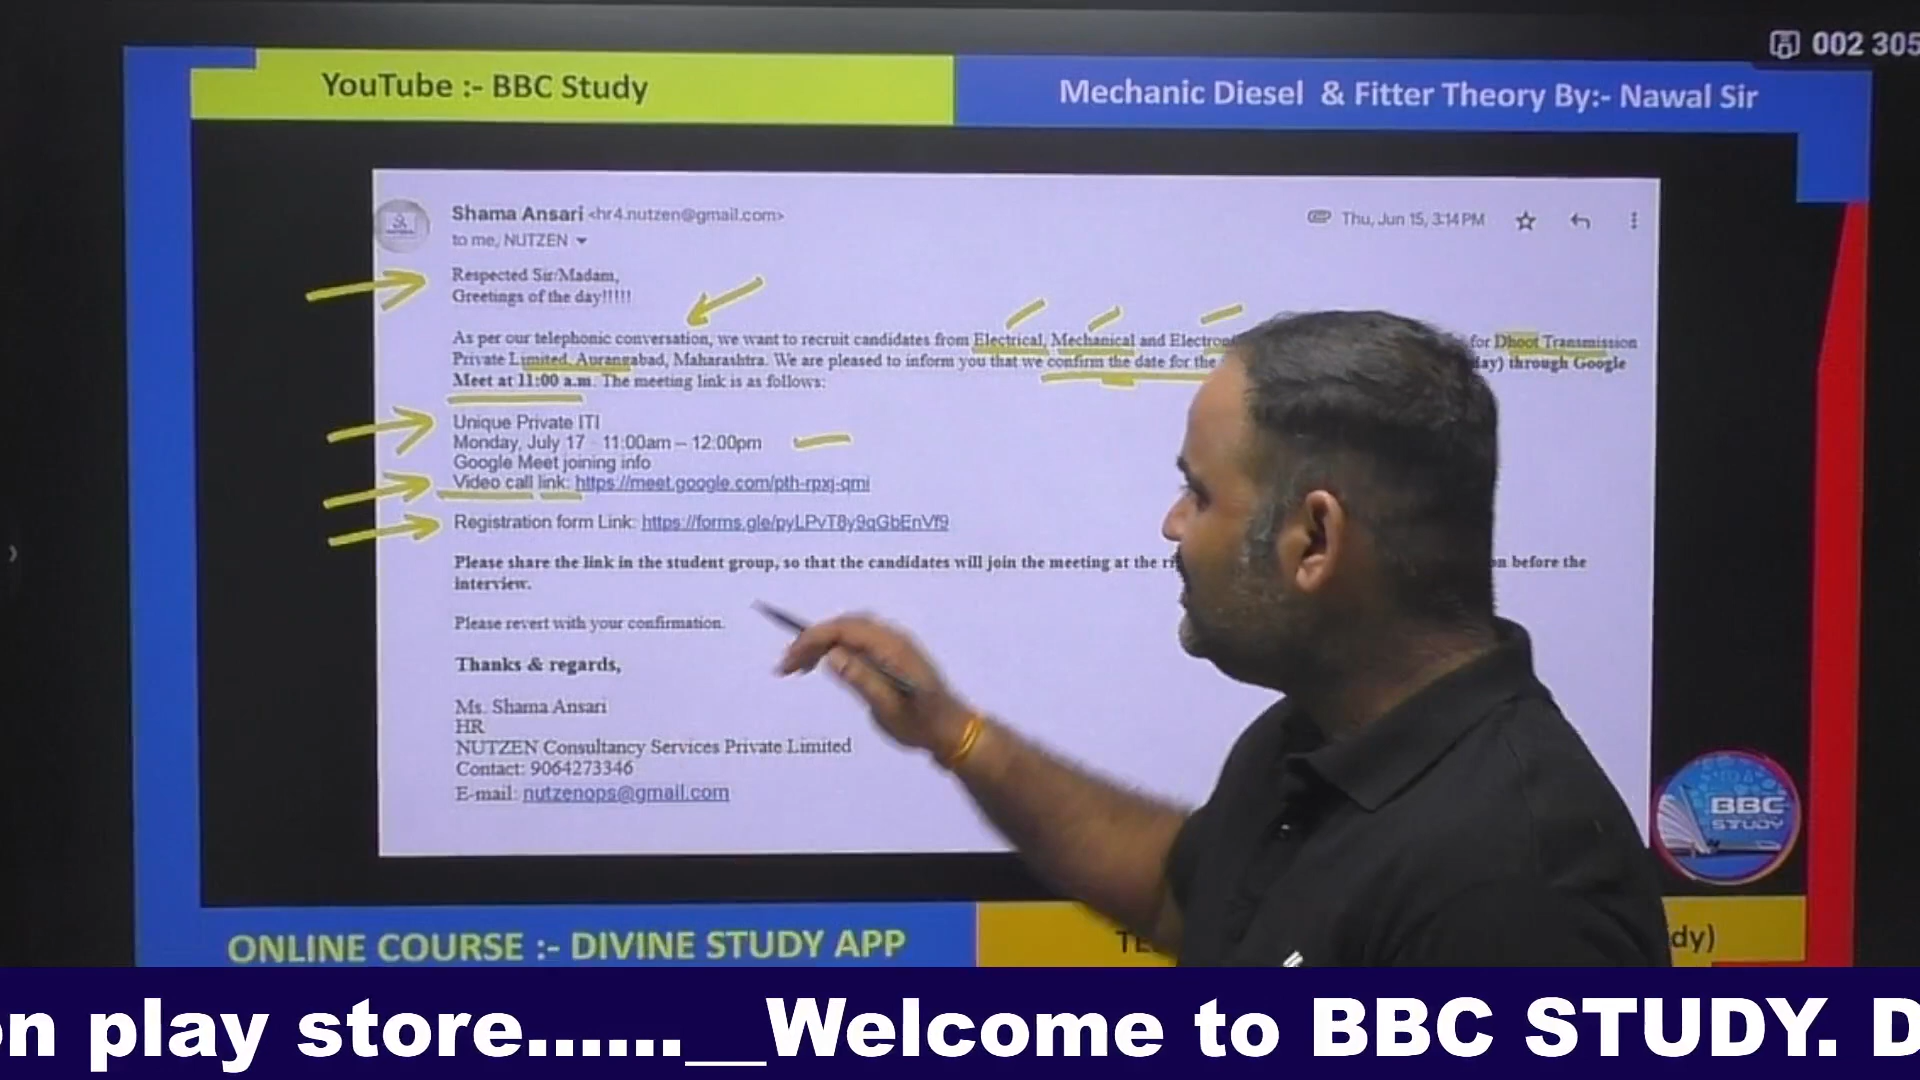 002 305
YouTube :- BBC Study
Mechanic Diesel & Fitter Theory By:- Nawal Sir
Shama Ansari <hr4.nutzen@gmail.com>
Thu, Jun 15, 3:14 PM
to me, NUTZEN
Respected Sir/Madam,
Greetings of the day!!!!!
As per our telephonic conversation, we want to recruit candidates from Electrical, Mechanical and for Dhoot Transmission
Private Limited, Aurangabad, Maharashtra. We are pleased to inform you that we confirm the date for the through Google
Meet at 11:00 a.m. The meeting link is as follows:
Unique Private ITI
Monday, July 17 · 11:00am – 12:00pm
Google Meet joining info
Video call link: https://meet.google.com/pth-rpxj-qmi
Registration form Link: https://forms.gle/pyLPvT8y9qGbEnVf9
Please share the link in the student group, so that the candidates will join the meeting at the before the
interview.
Please revert with your confirmation.
Thanks & regards,
Ms. Shama Ansari
HR
NUTZEN Consultancy Services Private Limited
Contact: 9064273346
E-mail: nutzenops@gmail.com
BBC
STUDY
ONLINE COURSE :- DIVINE STUDY APP
on play store......__Welcome to BBC STUDY. D